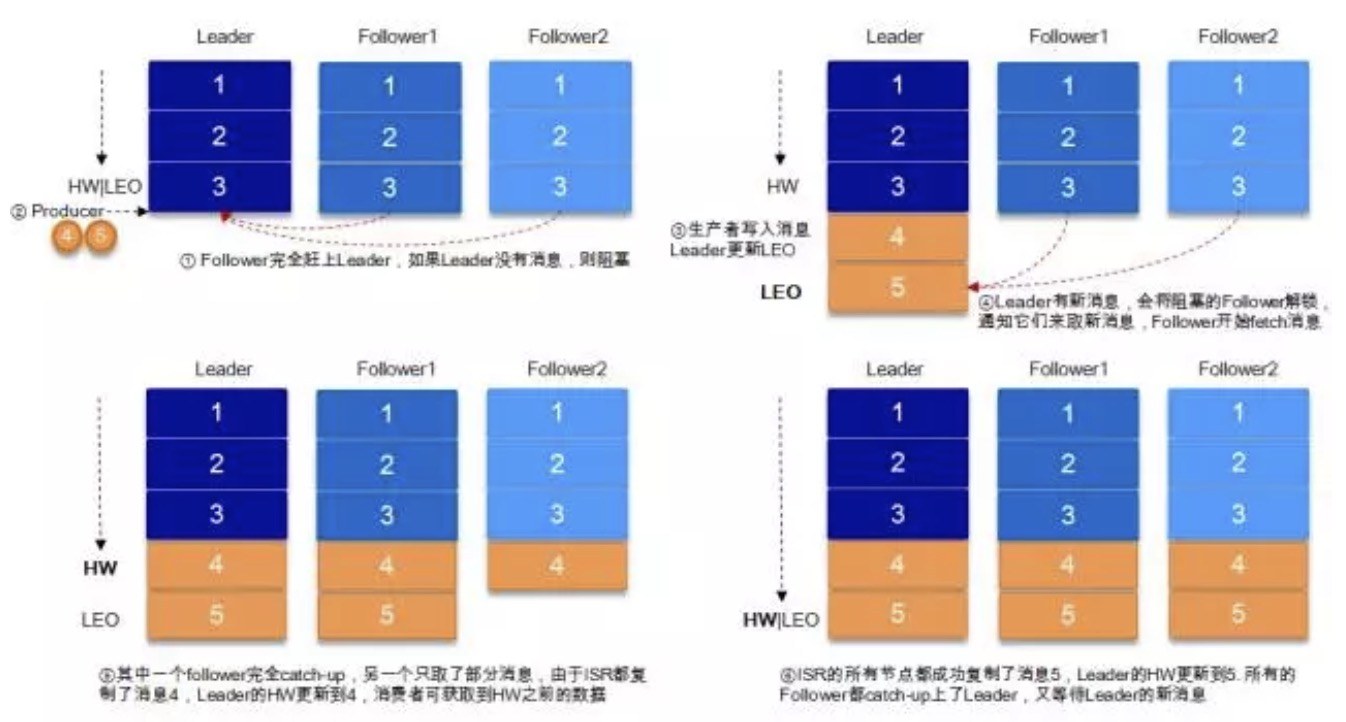 Leader Follower1 Follower2
1 1 1
2 2 2
HW|LEO 3 3 3
② Producer
4 5
① Follower完全赶上Leader，如果Leader没有消息，则阻塞
Leader Follower1 Follower2
1 1 1
2 2 2
HW 3 3 3
③生产者写入消息
Leader更新LEO
4
LEO 5
④Leader有新消息，会将阻塞的Follower解锁，
通知它们来取新消息，Follower开始fetch消息
Leader Follower1 Follower2
1 1 1
2 2 2
3 3 3
HW 4 4 4
LEO 5 5
⑤其中一个follower完全catch-up，另一个只取了部分消息，由于ISR都复
制了消息4，Leader的HW更新到4，消费者可获取到HW之前的数据
Leader Follower1 Follower2
1 1 1
2 2 2
3 3 3
4 4 4
HW|LEO 5 5 5
⑥ISR的所有节点都成功复制了消息5，Leader的HW更新到5. 所有的
Follower都catch-up上了Leader，又等待Leader的新消息